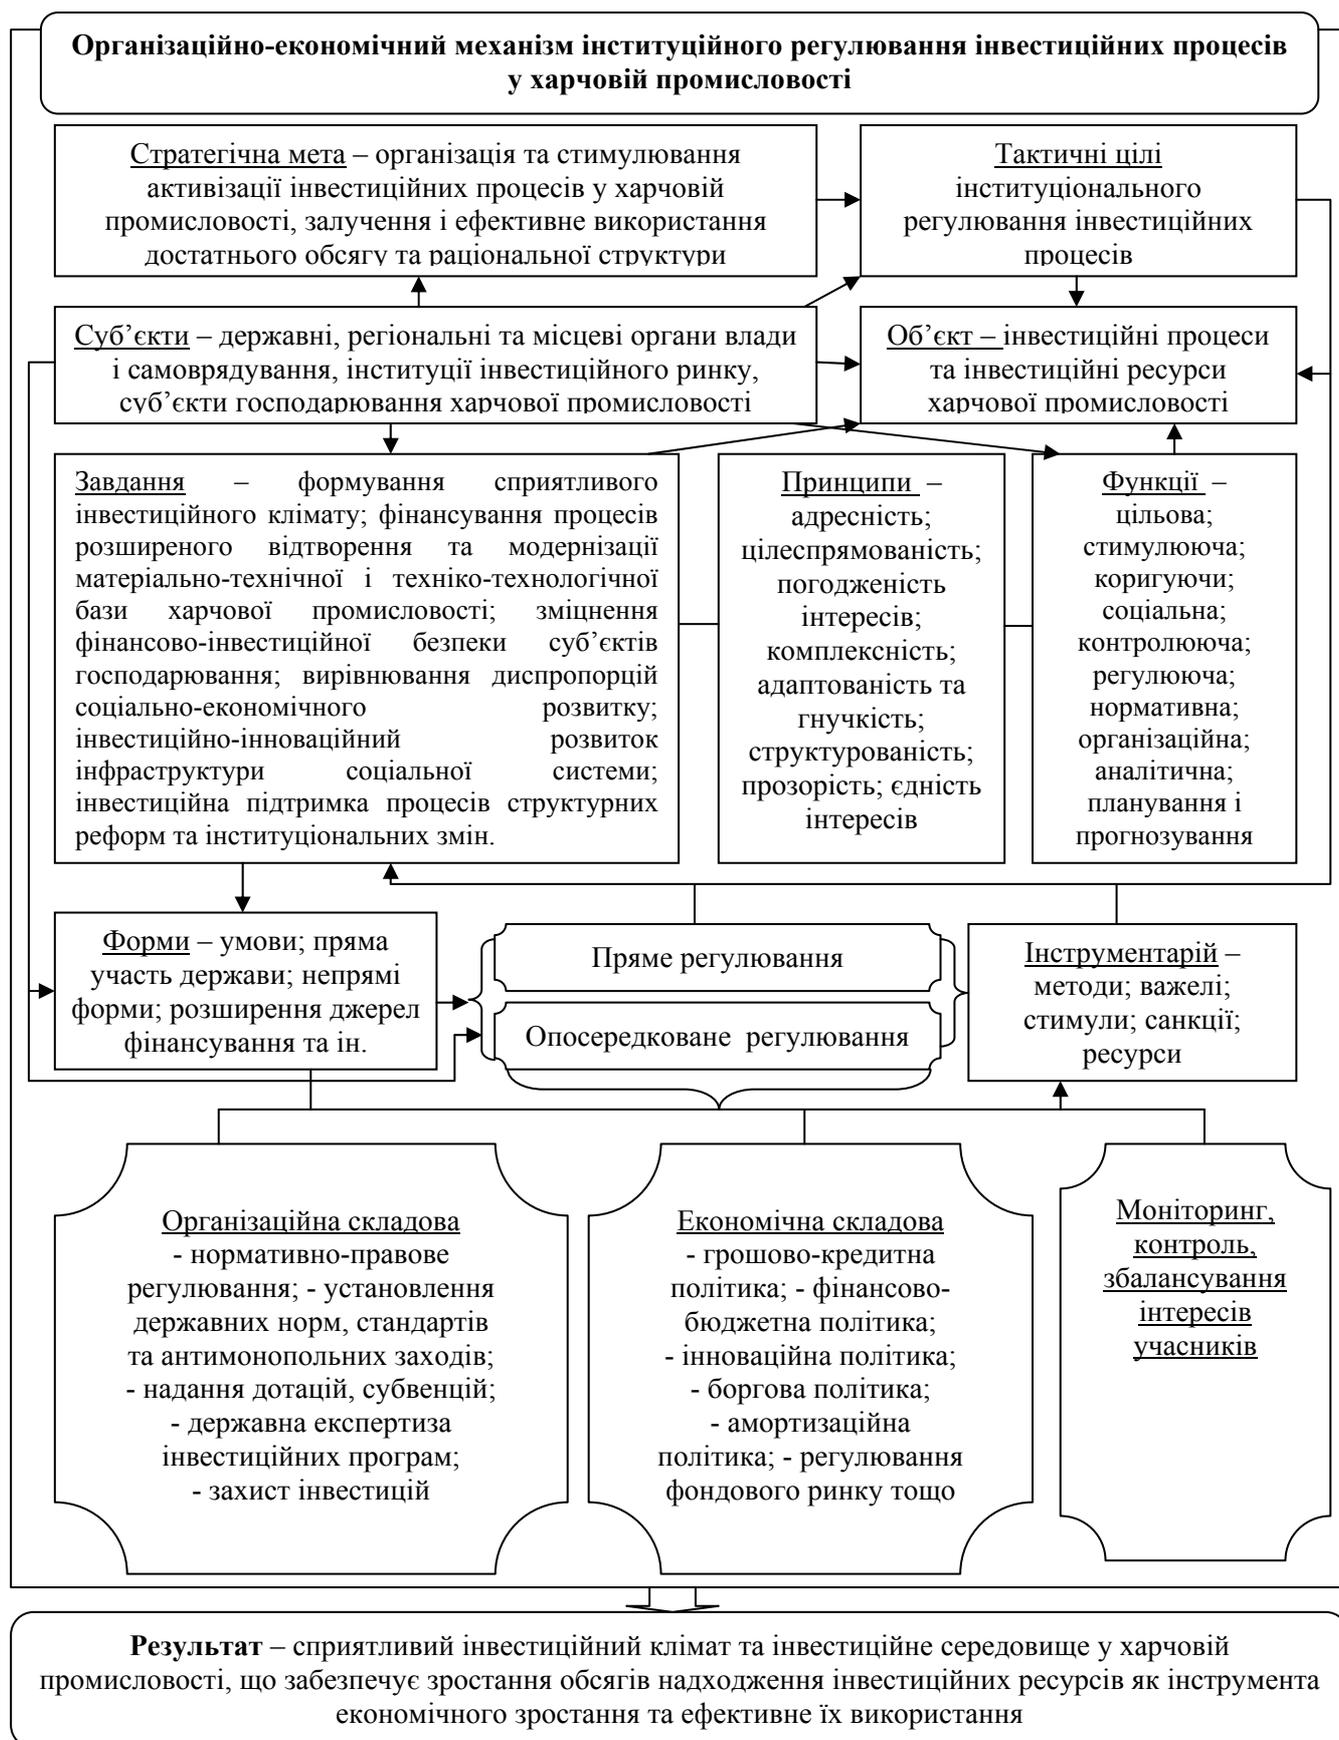 Організаційно-економічний механізм інституційного регулювання інвестиційних процесів
у харчовій промисловості
Стратегічна мета – організація та стимулювання
активізації інвестиційних процесів у харчовій
промисловості, залучення і ефективне використання
достатнього обсягу та раціональної структури
Тактичні цілі
інституціонального
регулювання інвестиційних
процесів
Суб’єкти – державні, регіональні та місцеві органи влади
і самоврядування, інституції інвестиційного ринку,
суб’єкти господарювання харчової промисловості
Об’єкт – інвестиційні процеси
та інвестиційні ресурси
харчової промисловості
Завдання – формування сприятливого
інвестиційного клімату; фінансування процесів
розширеного відтворення та модернізації
матеріально-технічної і техніко-технологічної
бази харчової промисловості; зміцнення
фінансово-інвестиційної безпеки суб’єктів
господарювання; вирівнювання диспропорцій
соціально-економічного розвитку;
інвестиційно-інноваційний розвиток
інфраструктури соціальної системи;
інвестиційна підтримка процесів структурних
реформ та інституціональних змін.
Принципи –
адресність;
цілеспрямованість;
погодженість
інтересів;
комплексність;
адаптованість та
гнучкість;
структурованість;
прозорість; єдність
інтересів
Функції –
цільова;
стимулююча;
коригуючи;
соціальна;
контролююча;
регулююча;
нормативна;
організаційна;
аналітична;
планування і
прогнозування
Форми – умови; пряма
участь держави; непрямі
форми; розширення джерел
фінансування та ін.
Пряме регулювання
Опосередковане регулювання
Інструментарій –
методи; важелі;
стимули; санкції;
ресурси
Організаційна складова
- нормативно-правове
регулювання; - установлення
державних норм, стандартів
та антимонопольних заходів;
- надання дотацій, субвенцій;
- державна експертиза
інвестиційних програм;
- захист інвестицій
Економічна складова
- грошово-кредитна
політика; - фінансово-
бюджетна політика;
- інноваційна політика;
- боргова політика;
- амортизаційна
політика; - регулювання
фондового ринку тощо
Моніторинг,
контроль,
збалансування
інтересів
учасників
Результат – сприятливий інвестиційний клімат та інвестиційне середовище у харчовій
промисловості, що забезпечує зростання обсягів надходження інвестиційних ресурсів як інструмента
економічного зростання та ефективне їх використання